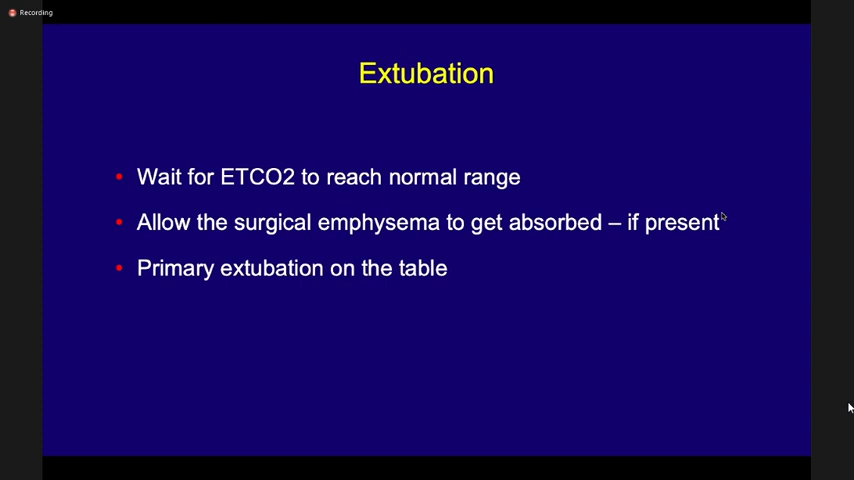 Recording
Extubation
• Wait for ETCO2 to reach normal range
• Allow the surgical emphysema to get absorbed – if present
• Primary extubation on the table